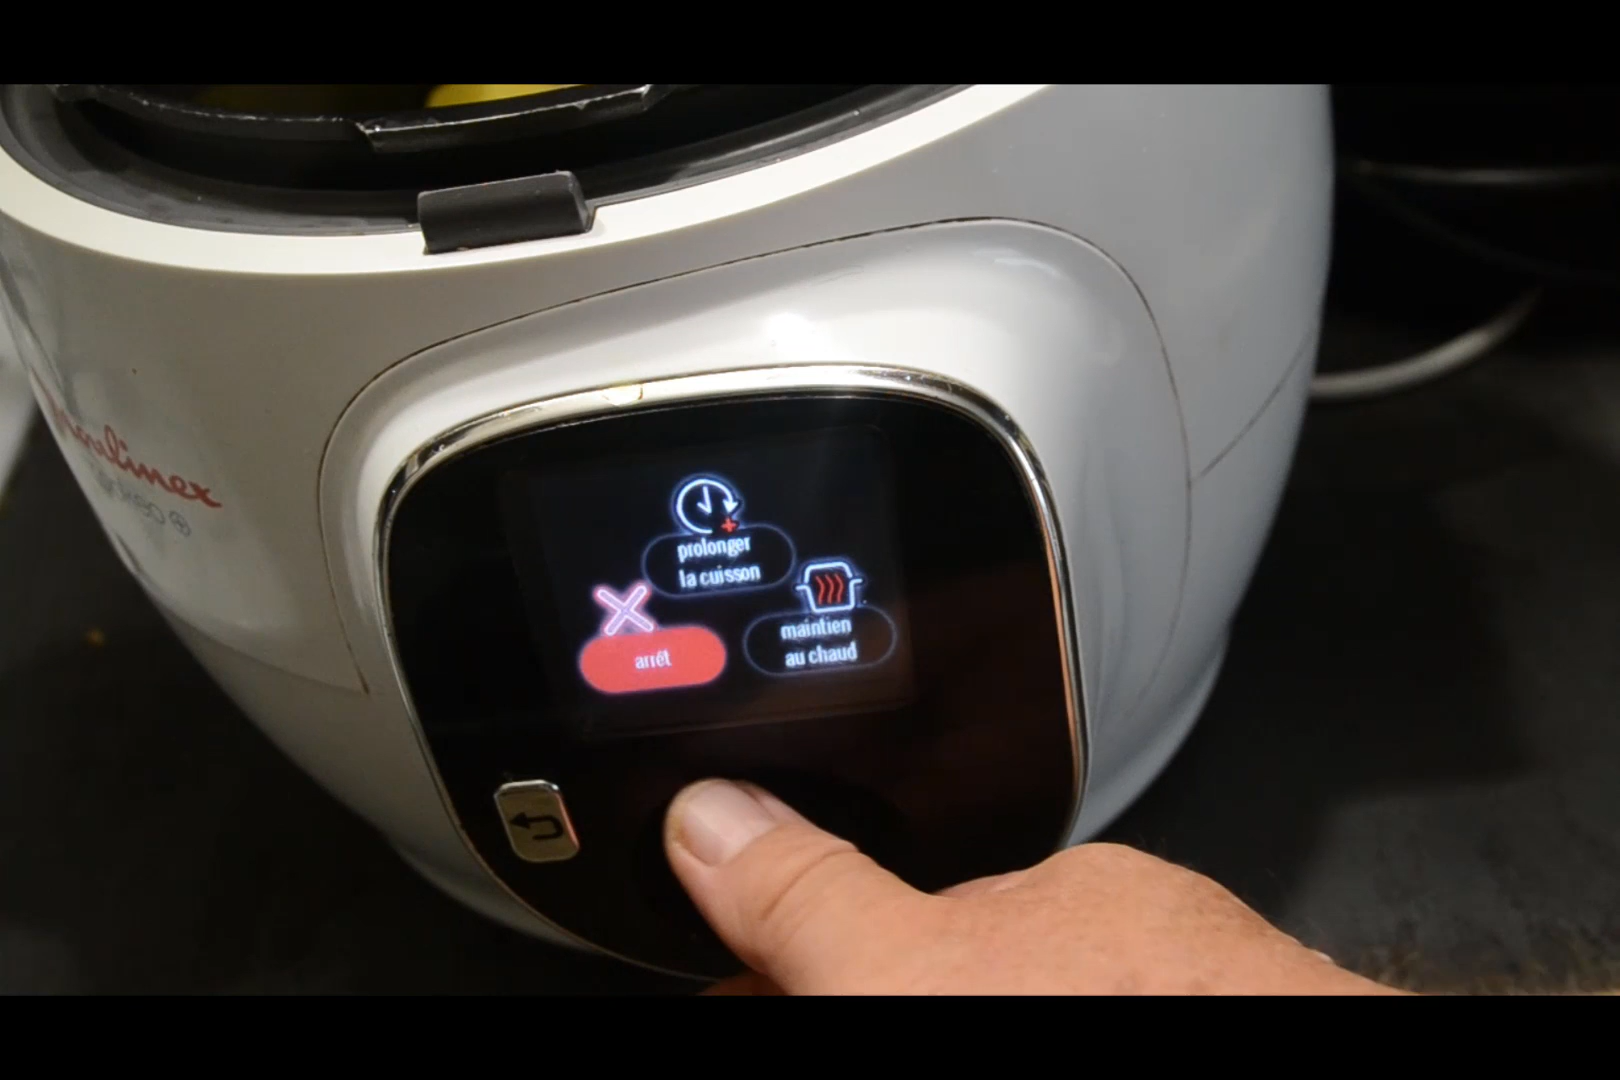 Moulinex
prolonger
la cuisson
maintien
au chaud
arrêt